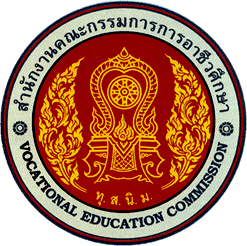 สำนักงานคณะกรรมการการอาชีวศึกษา
ทุ. ส. นิ. ม.
VOCATIONAL EDUCATION COMMISSION